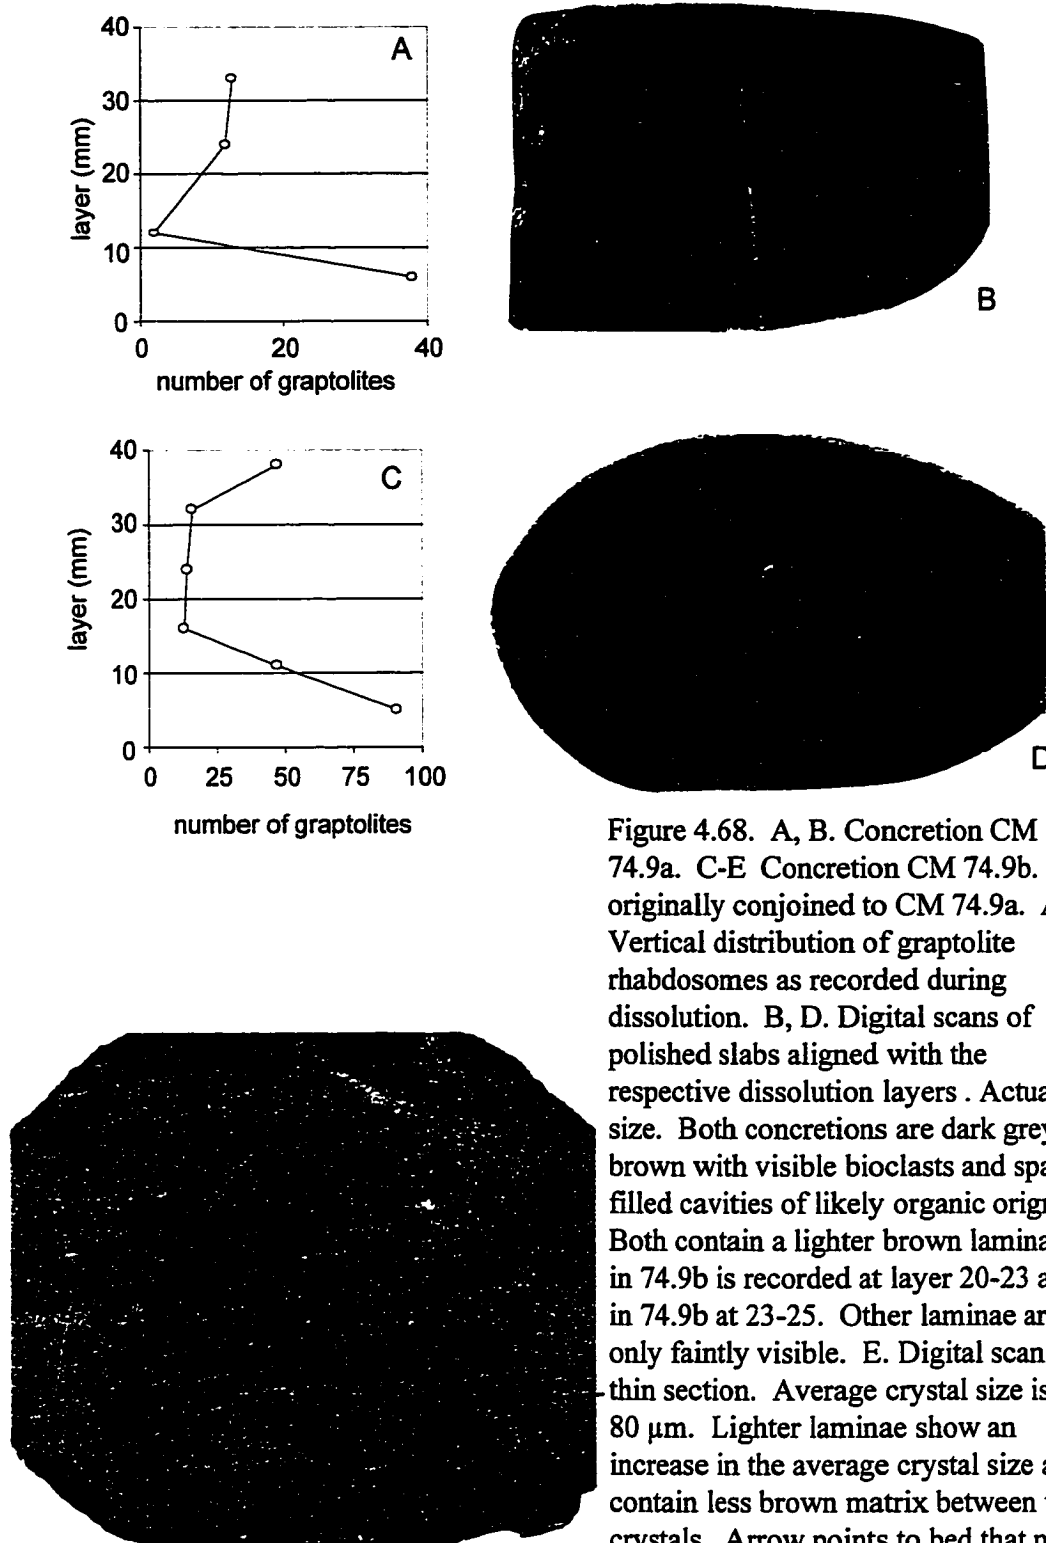 40
30
20
10
0
layer (mm)
A
0 20 40
number of graptolites
B
40
30
20
10
0
layer (mm)
C
0 25 50 75 100
number of graptolites
D
Figure 4.68. A, B. Concretion CM
74.9a. C-E Concretion CM 74.9b.
originally conjoined to CM 74.9a.
Vertical distribution of graptolite
rhabdosomes as recorded during
dissolution. B, D. Digital scans of
polished slabs aligned with the
respective dissolution layers . Actua
size. Both concretions are dark grey
brown with visible bioclasts and spa
filled cavities of likely organic orign
Both contain a lighter brown lamina
in 74.9b is recorded at layer 20-23 a
in 74.9b at 23-25. Other laminae ar
only faintly visible. E. Digital scan
thin section. Average crystal size is
80 µm. Lighter laminae show an
increase in the average crystal size a
contain less brown matrix between
crystals. Arrow points to bed that